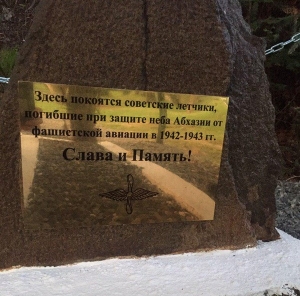 Здесь покоятся советские летчики,
погибшие при защите неба Абхазии от
фашистской авиации в 1942-1943 гг.
Слава и Память!